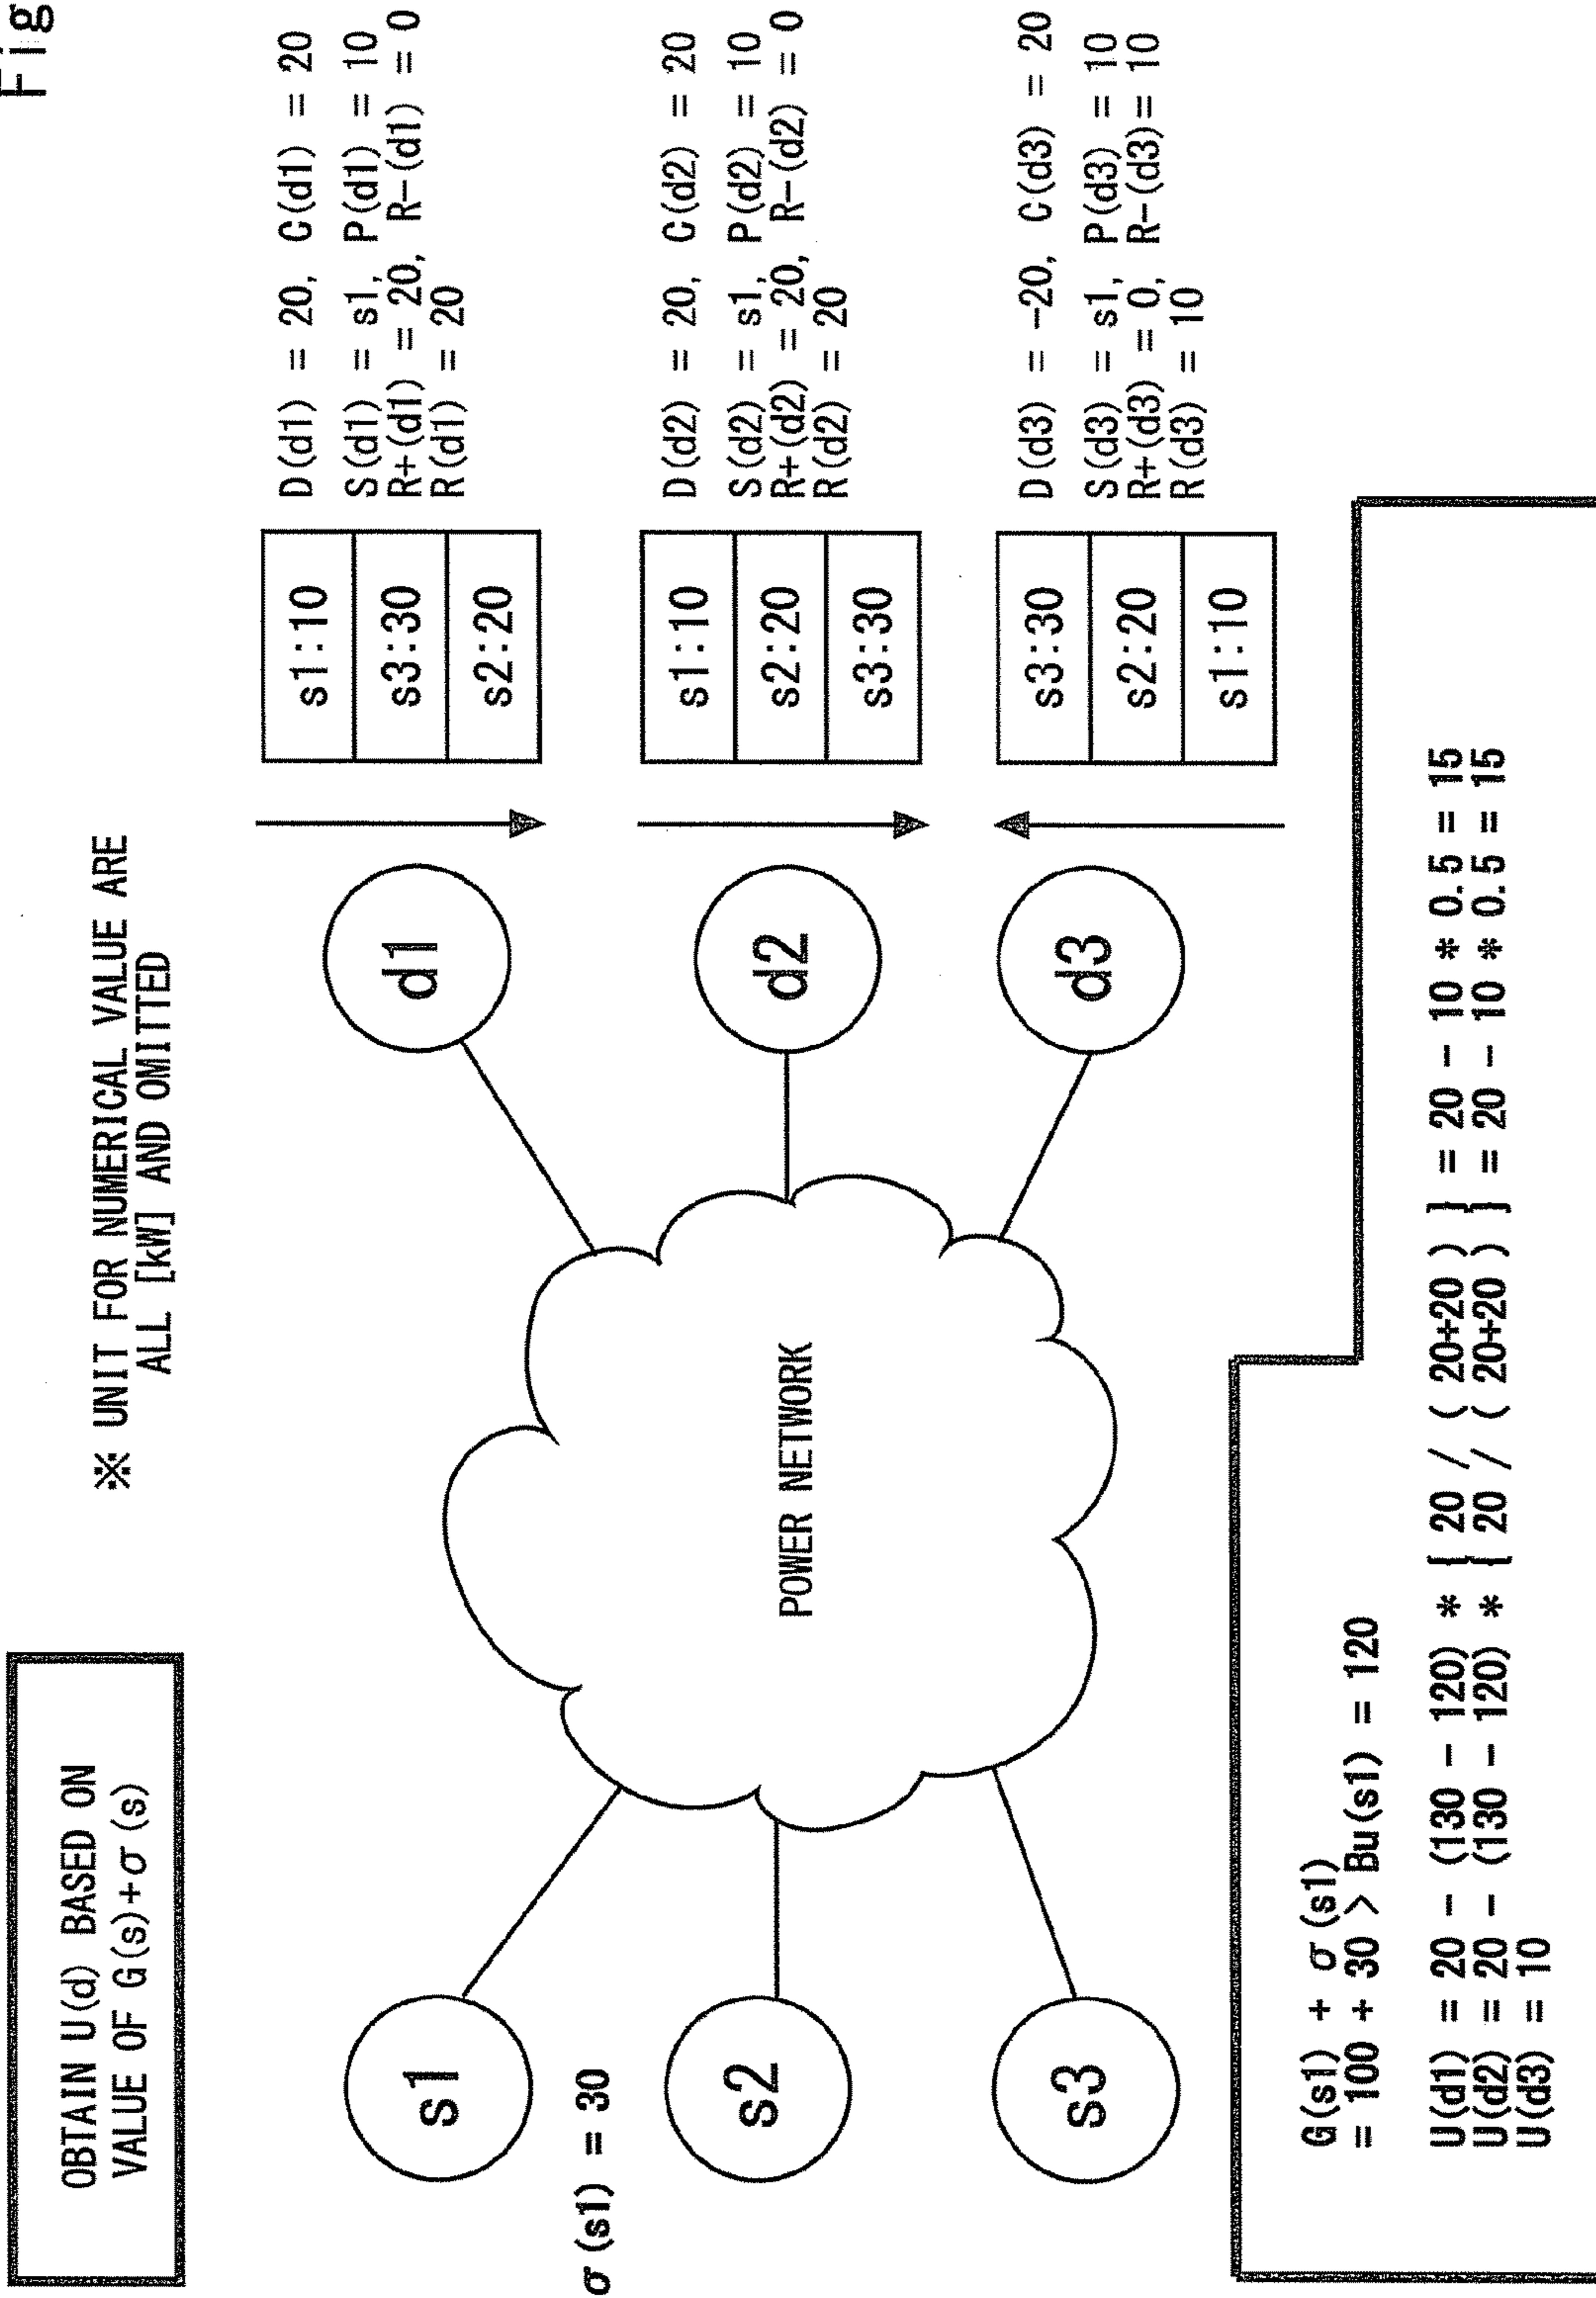 Fig
OBTAIN U(d) BASED ON
VALUE OF G(s)+σ(s)
※ UNIT FOR NUMERICAL VALUE ARE
ALL [kW] AND OMITTED
s1
σ(s1) = 30
s2
s3
POWER NETWORK
d1
d2
d3
s1:10
s3:30
s2:20
D(d1) = 20, C(d1) = 20
S(d1) = s1, P(d1) = 10
R+(d1) = 20, R-(d1) = 0
R(d1) = 20
s1:10
s2:20
s3:30
D(d2) = 20, C(d2) = 20
S(d2) = s1, P(d2) = 10
R+(d2) = 20, R-(d2) = 0
R(d2) = 20
s3:30
s2:20
s1:10
D(d3) = -20, C(d3) = 20
S(d3) = s1, P(d3) = 10
R+(d3) = 0, R-(d3)= 10
R(d3) = 10
G(s1) + σ(s1)
= 100 + 30 > Bu(s1) = 120
U(d1) = 20 - (130 - 120) * { 20 / ( 20+20 ) } = 20 - 10 * 0.5 = 15
U(d2) = 20 - (130 - 120) * { 20 / ( 20+20 ) } = 20 - 10 * 0.5 = 15
U(d3) = 10